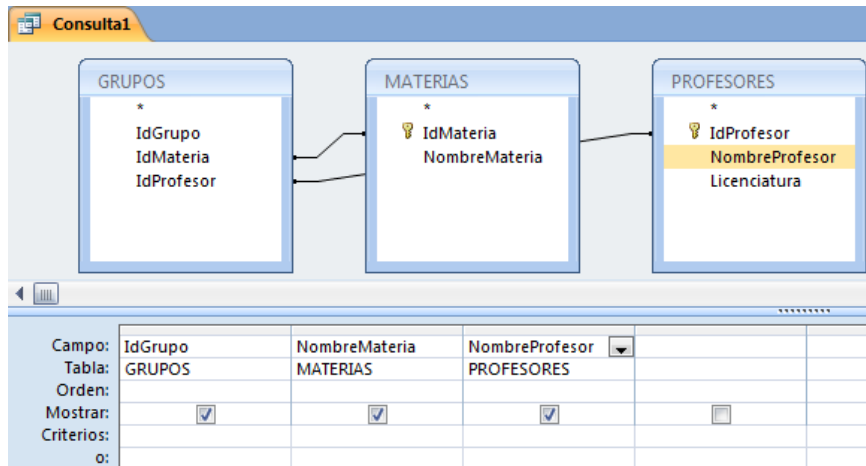 Consulta1
GRUPOS
*
IdGrupo
IdMateria
IdProfesor
MATERIAS
*
IdMateria
NombreMateria
PROFESORES
*
IdProfesor
NombreProfesor
Licenciatura
Campo: IdGrupo NombreMateria NombreProfesor
Tabla: GRUPOS MATERIAS PROFESORES
Orden:
Mostrar:
Criterios:
o: